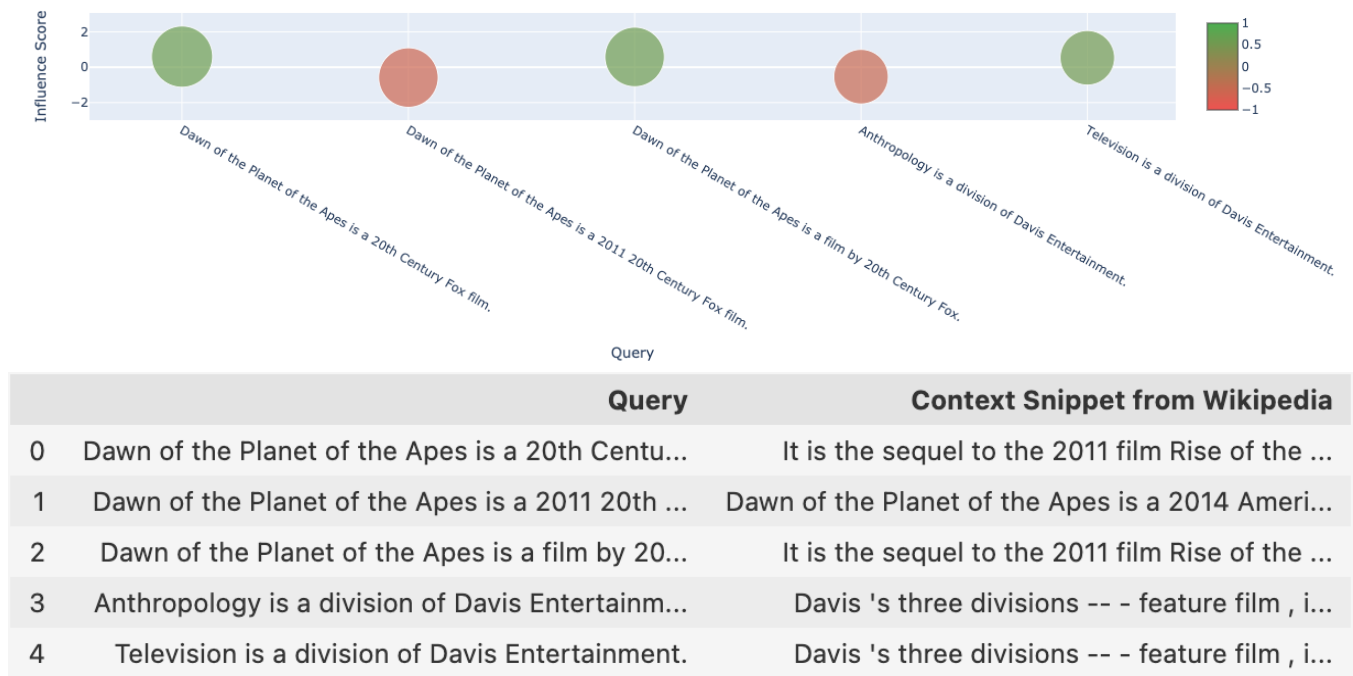 Influence Score
2
0
−2
1
0.5
0
−0.5
−1
Dawn of the Planet of the Apes is a 20th Century Fox film.
Dawn of the Planet of the Apes is a 2011 20th Century Fox film.
Dawn of the Planet of the Apes is a film by 20th Century Fox.
Anthropology is a division of Davis Entertainment.
Television is a division of Davis Entertainment.
Query
Query Context Snippet from Wikipedia
0 Dawn of the Planet of the Apes is a 20th Centu... It is the sequel to the 2011 film Rise of the ...
1 Dawn of the Planet of the Apes is a 2011 20th ... Dawn of the Planet of the Apes is a 2014 Ameri...
2 Dawn of the Planet of the Apes is a film by 20... It is the sequel to the 2011 film Rise of the ...
3 Anthropology is a division of Davis Entertainm... Davis 's three divisions -- - feature film , i...
4 Television is a division of Davis Entertainment. Davis 's three divisions -- - feature film , i...